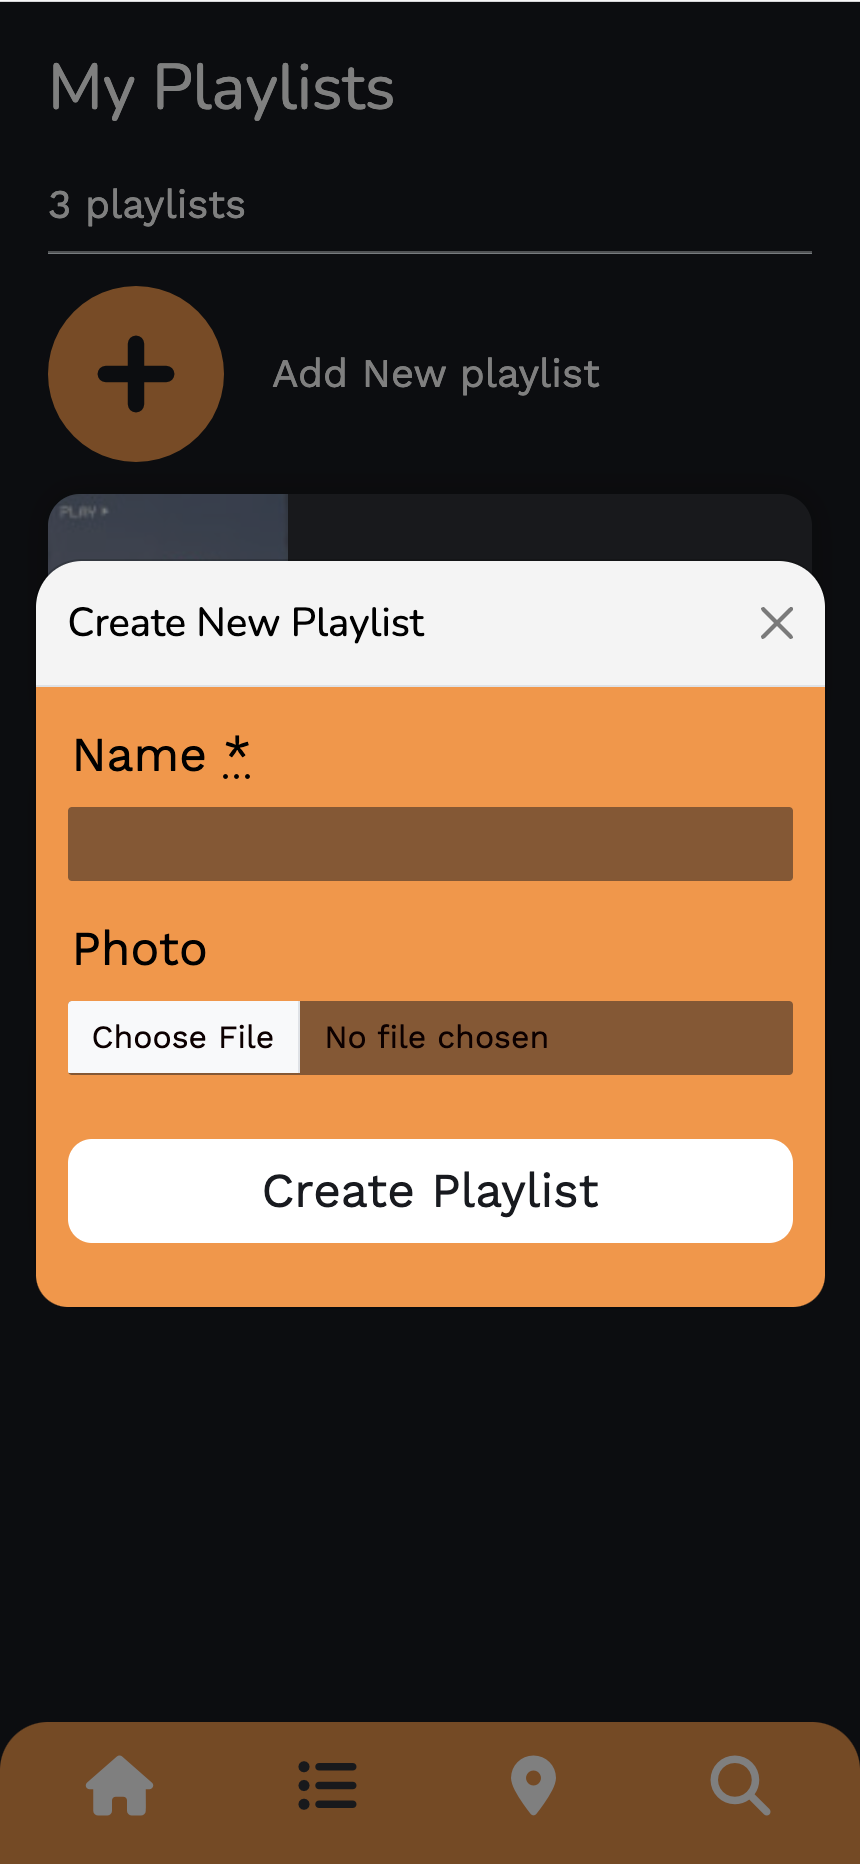 My Playlists
3 playlists
Add New playlist
PLAY
Create New Playlist
Name *
Photo
Choose File No file chosen
Create Playlist